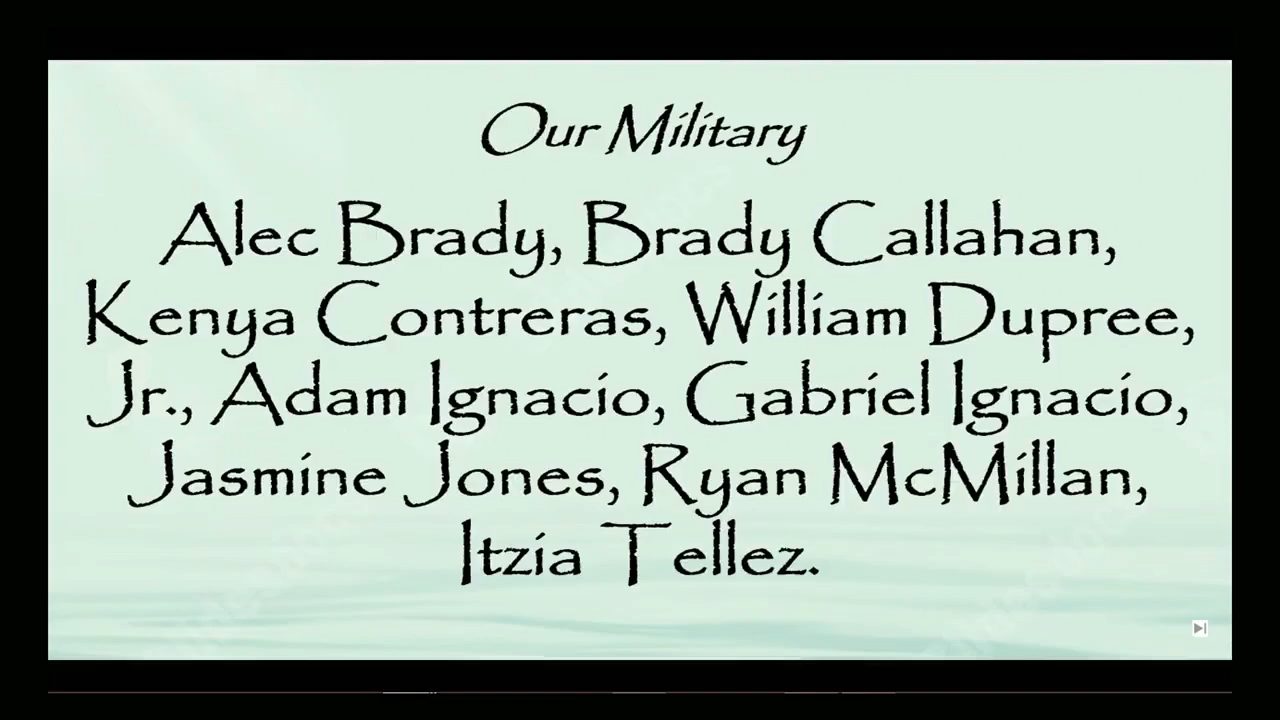 Our Military
Alec Brady, Brady Callahan,
Kenya Contreras, William Dupree,
Jr., Adam Ignacio, Gabriel Ignacio,
Jasmine Jones, Ryan McMillan,
Itzia Tellez.